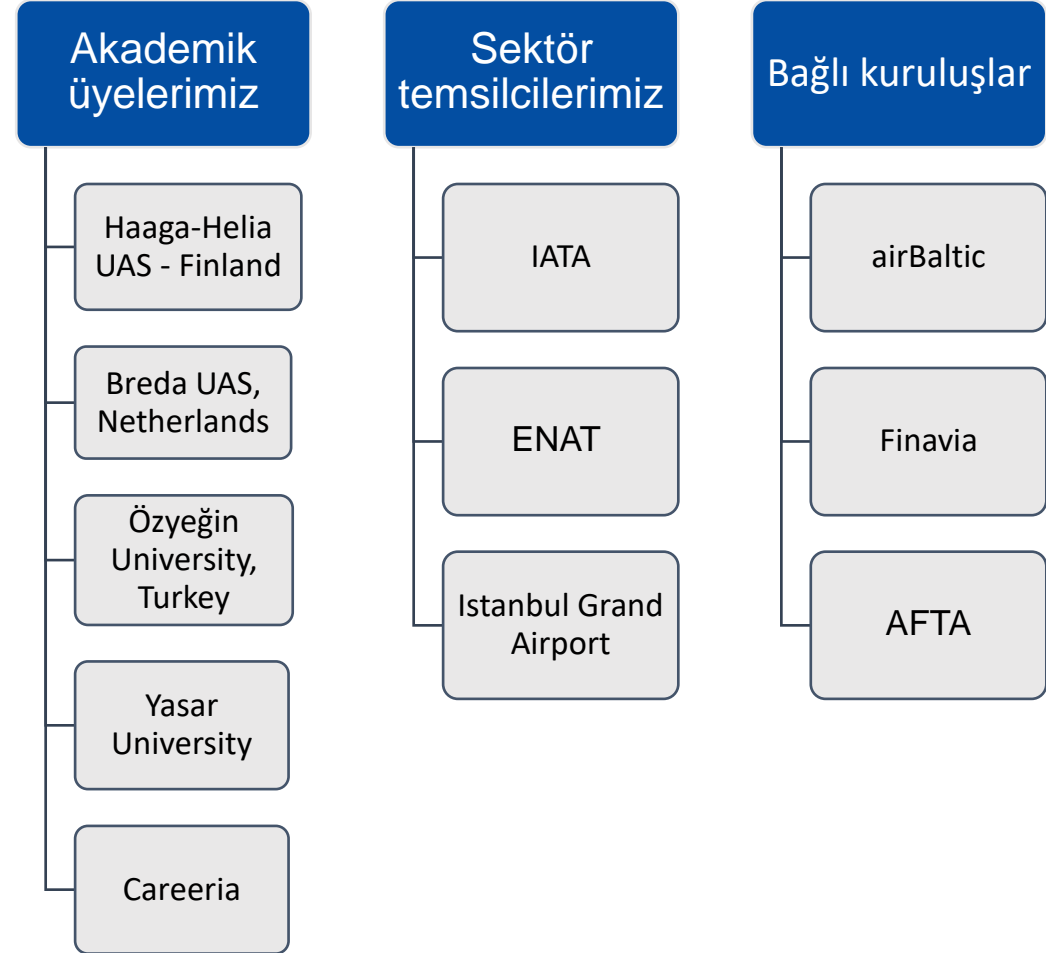 Akademik
üyelerimiz
Haaga-Helia
UAS - Finland
Breda UAS,
Netherlands
Özyeğin
University,
Turkey
Yasar
University
Careeria
Sektör
temsilcilerimiz
IATA
ENAT
Istanbul Grand
Airport
Bağlı kuruluşlar
airBaltic
Finavia
AFTA